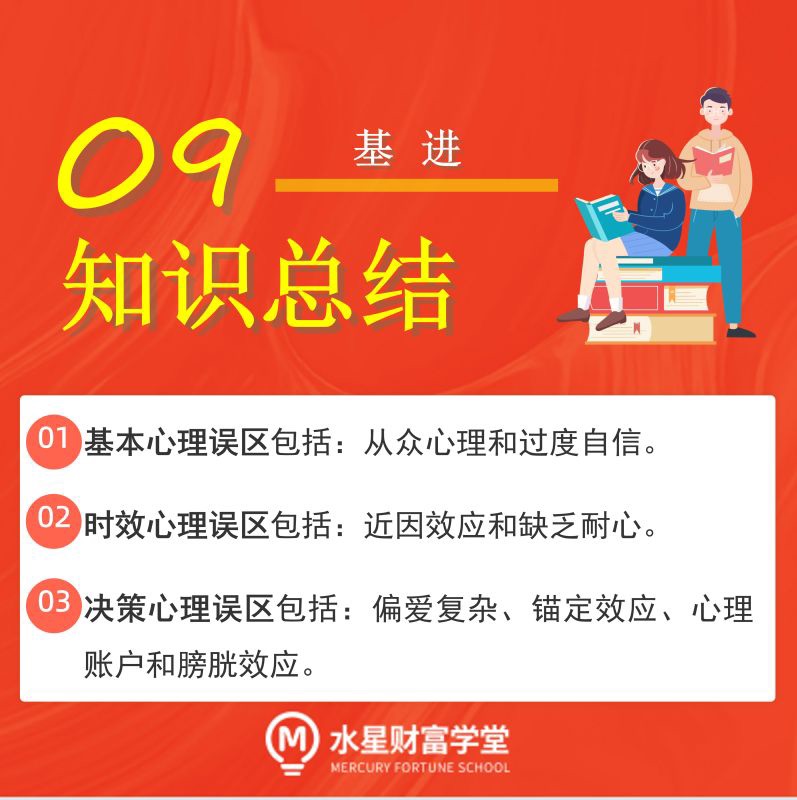 09
基 进
知识总结
01 基本心理误区包括：从众心理和过度自信。
02 时效心理误区包括：近因效应和缺乏耐心。
03 决策心理误区包括：偏爱复杂、锚定效应、心理
账户和膀胱效应。
M 水星财富学堂
MERCURY FORTUNE SCHOOL